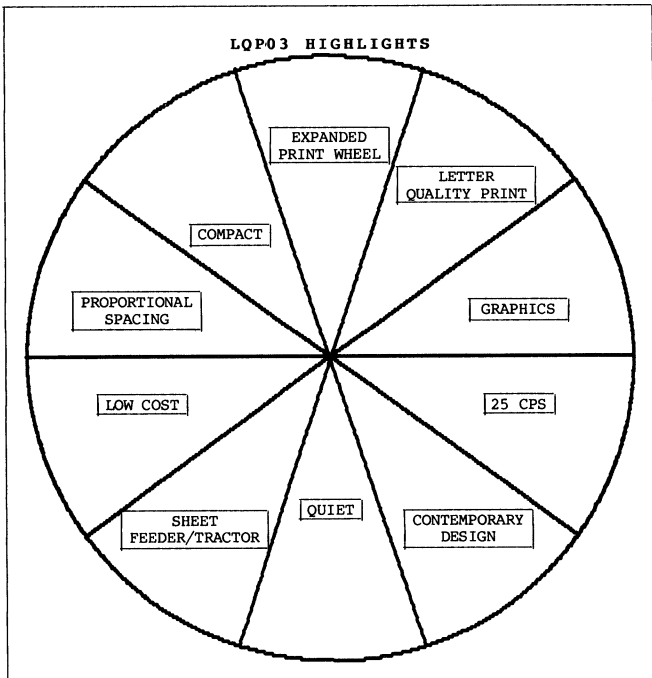 LQP03 HIGHLIGHTS
EXPANDED
PRINT WHEEL
LETTER
QUALITY PRINT
COMPACT
PROPORTIONAL
SPACING
GRAPHICS
LOW COST
25 CPS
SHEET
FEEDER/TRACTOR
QUIET
CONTEMPORARY
DESIGN